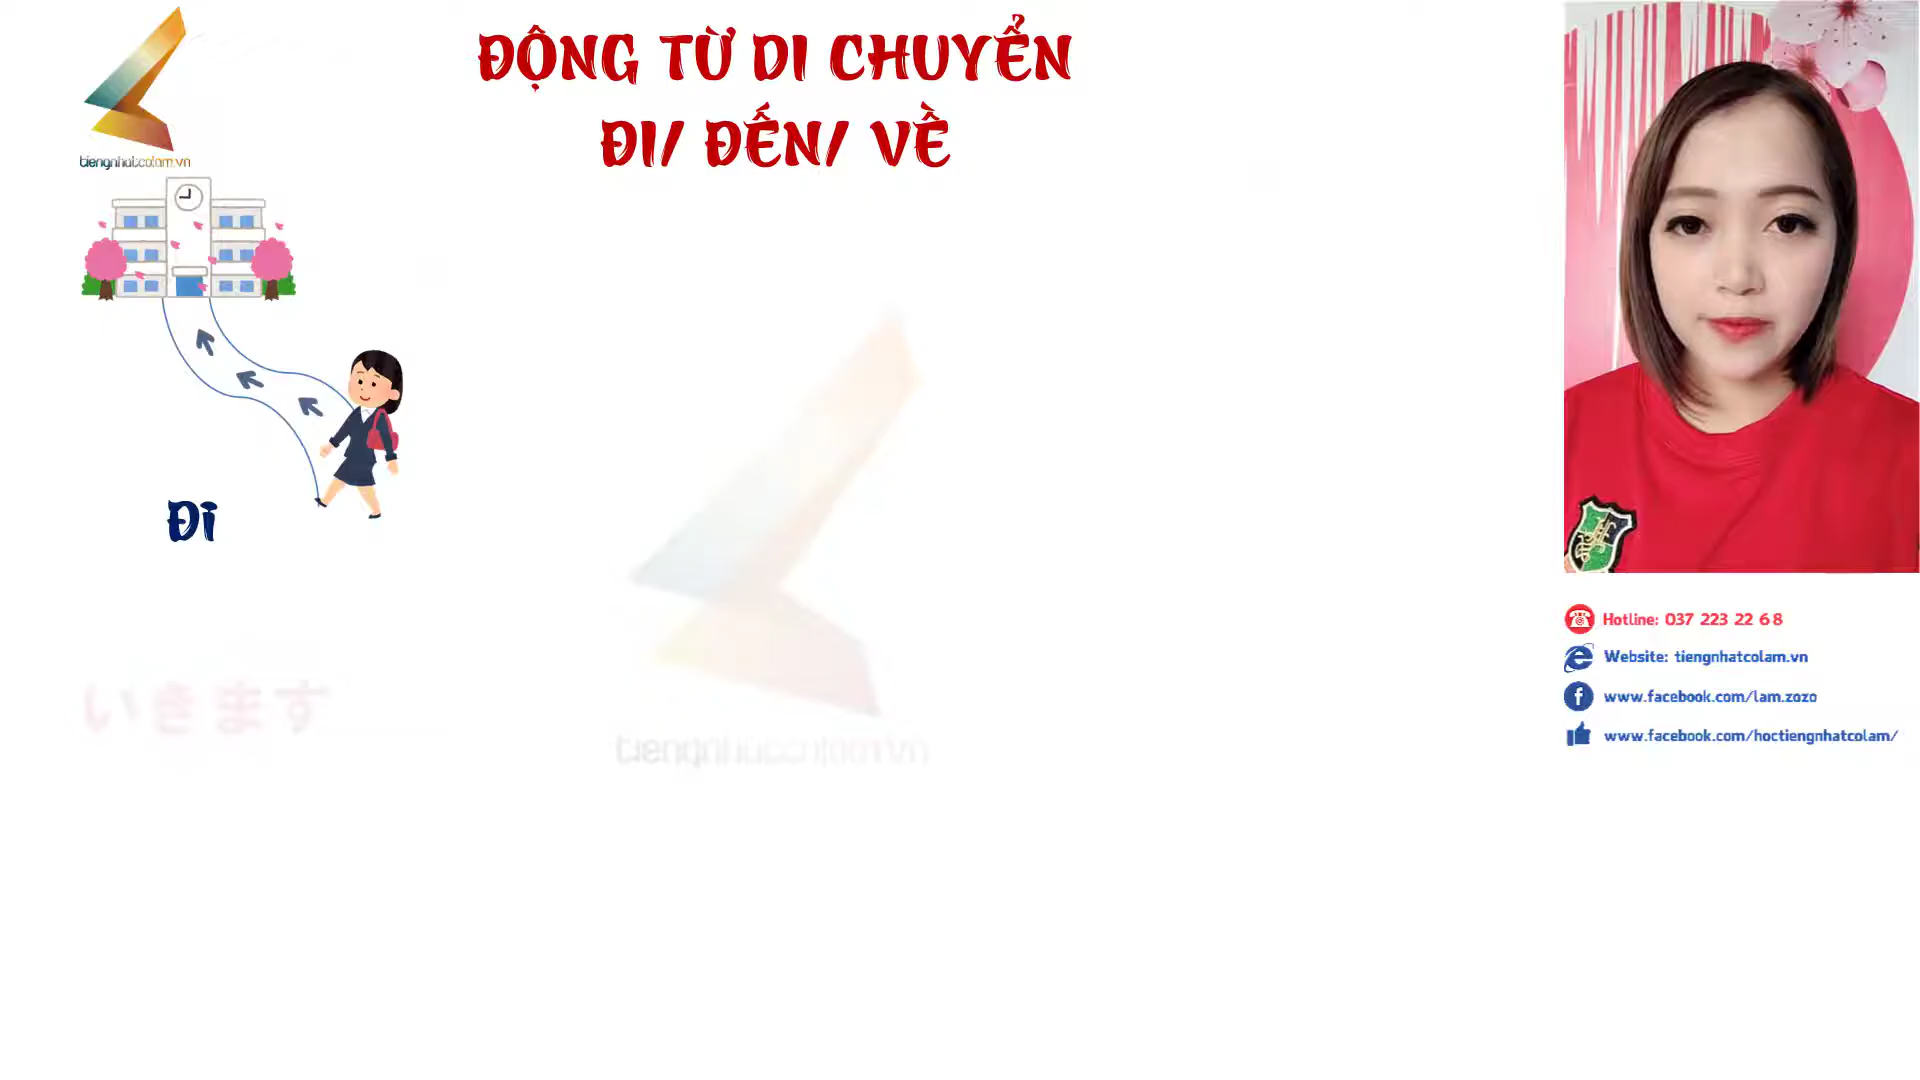 ĐỘNG TỪ DI CHUYỂN
ĐI/ ĐẾN/ VỀ
tiengnhatcolam.vn
Đi
いきます
tiengnhatcolam.vn
Hotline: 037 223 22 68
Website: tiengnhatcolam.vn
www.facebook.com/lam.zozo
www.facebook.com/hoctiengnhatcolam/